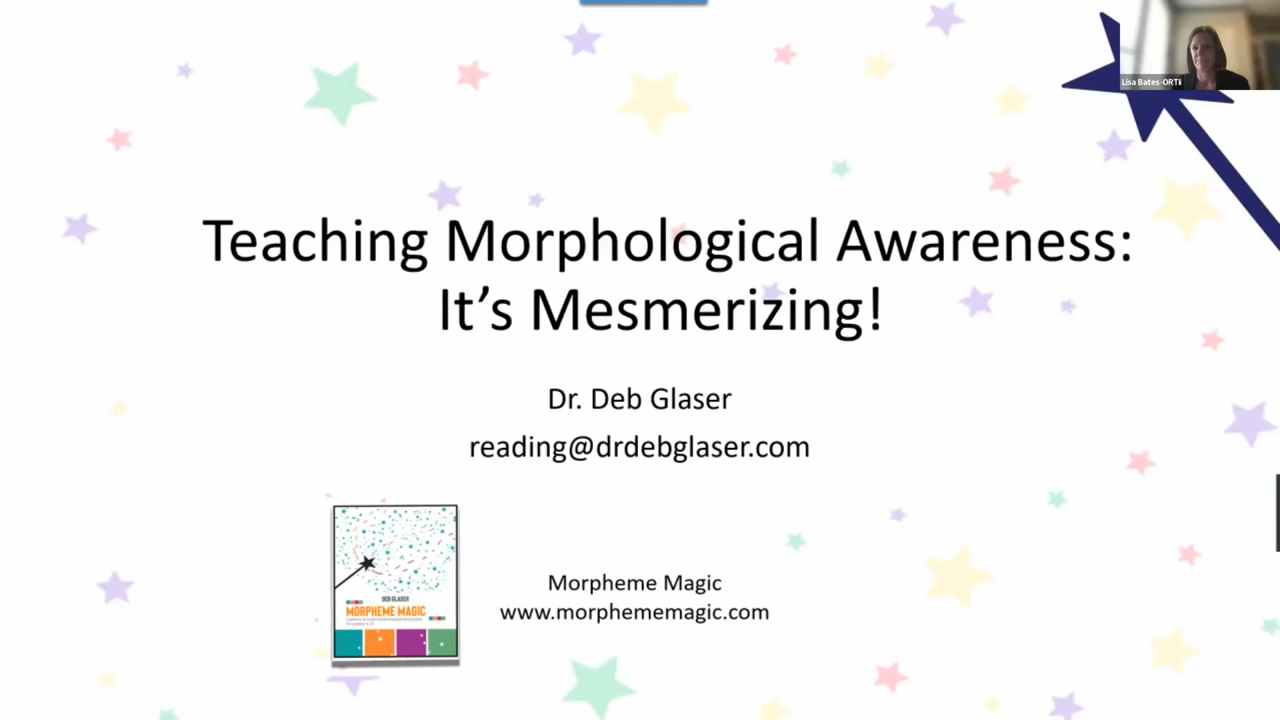 Lisa Bates-ORTIi
Teaching Morphological Awareness:
It's Mesmerizing!
Dr. Deb Glaser
reading@drdebglaser.com
DEB GLASER
MORPHEME MAGIC
Morpheme Magic
www.morphememagic.com